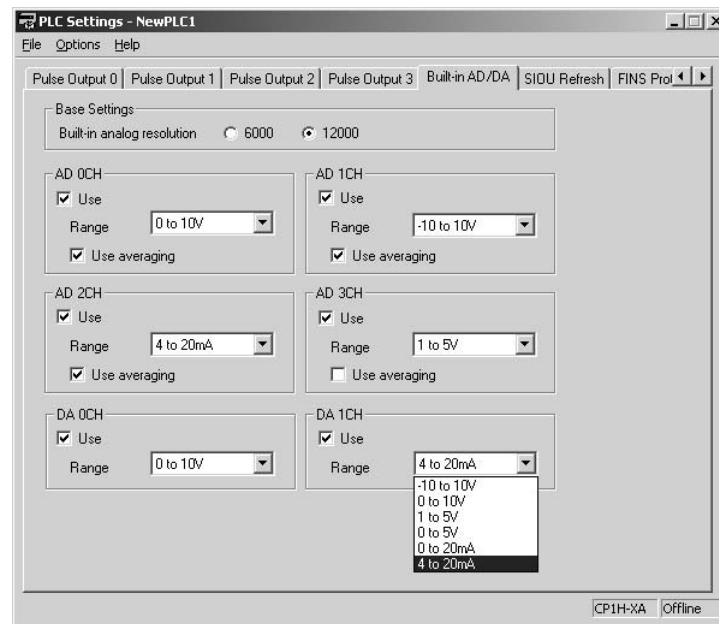 PLC Settings - NewPLC1
File Options Help
Pulse Output 0 Pulse Output 1 Pulse Output 2 Pulse Output 3 Built-in AD/DA SIOU Refresh FINS Prot
Base Settings
Built-in analog resolution 6000 12000
AD 0CH
Use
Range 0 to 10V
Use averaging
AD 1CH
Use
Range -10 to 10V
Use averaging
AD 2CH
Use
Range 4 to 20mA
Use averaging
AD 3CH
Use
Range 1 to 5V
Use averaging
DA 0CH
Use
Range 0 to 10V
DA 1CH
Use
Range 4 to 20mA
-10 to 10V
0 to 10V
1 to 5V
0 to 5V
0 to 20mA
4 to 20mA
CP1H-XA Offline